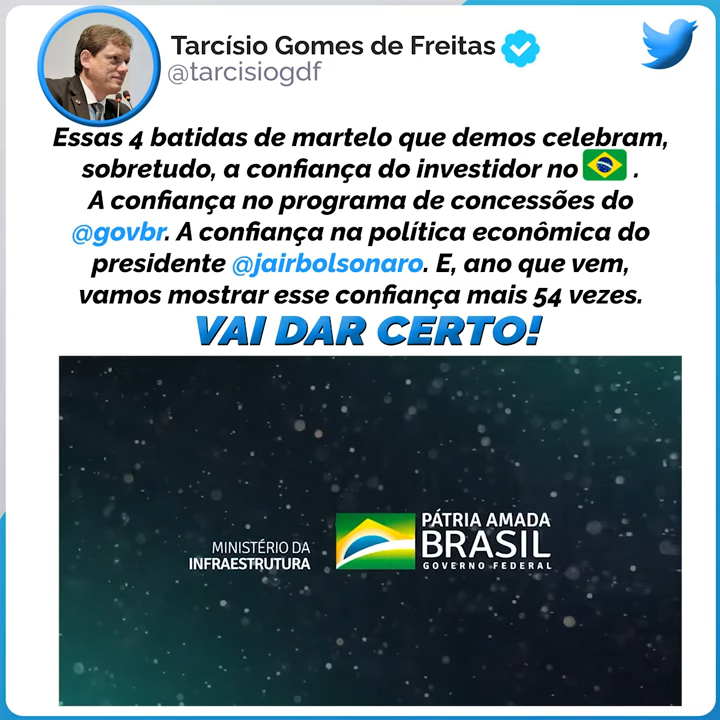 Tarcísio Gomes de Freitas
@tarcisiogdf
Essas 4 batidas de martelo que demos celebram,
sobretudo, a confiança do investidor no 🇧🇷 .
A confiança no programa de concessões do
@govbr. A confiança na política econômica do
presidente @jairbolsonaro. E, ano que vem,
vamos mostrar esse confiança mais 54 vezes.
VAI DAR CERTO!
MINISTÉRIO DA
INFRAESTRUTURA
PÁTRIA AMADA
BRASIL
GOVERNO FEDERAL